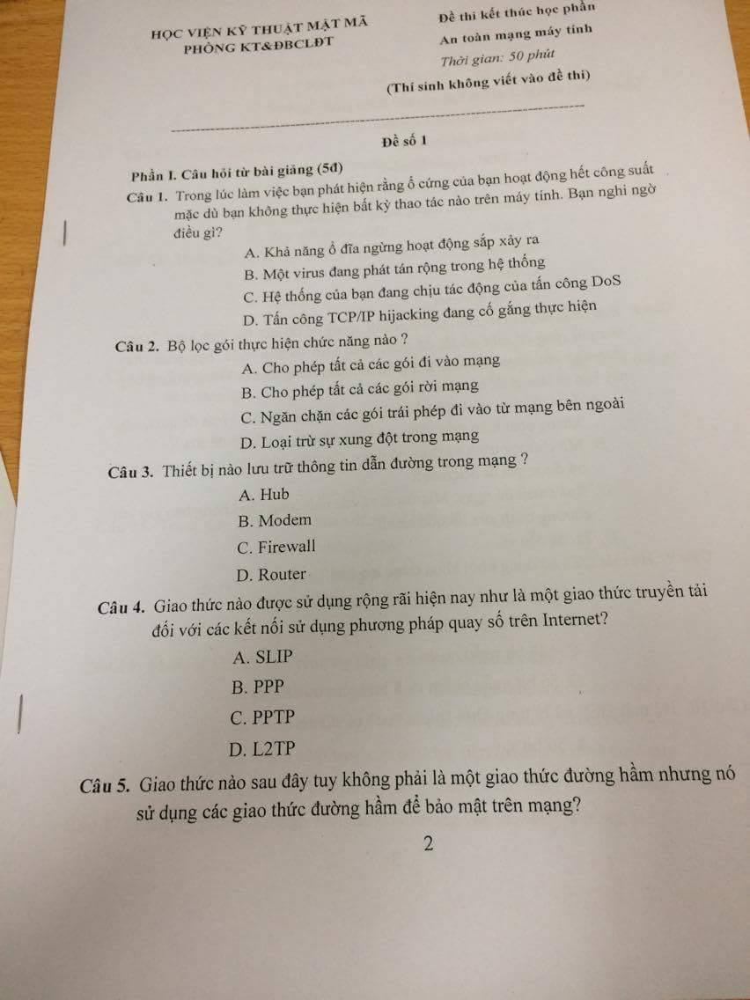 HỌC VIỆN KỸ THUẬT MẬT MÃ
PHÒNG KT&ĐBCLĐT
Đề thi kết thúc học phần
An toàn mạng máy tính
Thời gian: 50 phút
(Thí sinh không viết vào đề thi)
Đề số 1
Phần I. Câu hỏi từ bài giảng (5đ)
Câu 1. Trong lúc làm việc bạn phát hiện rằng ổ cứng của bạn hoạt động hết công suất
mặc dù bạn không thực hiện bất kỳ thao tác nào trên máy tính. Bạn nghi ngờ
điều gì?
A. Khả năng ổ đĩa ngừng hoạt động sắp xảy ra
B. Một virus đang phát tán rộng trong hệ thống
C. Hệ thống của bạn đang chịu tác động của tấn công DoS
D. Tấn công TCP/IP hijacking đang cố gắng thực hiện
Câu 2. Bộ lọc gói thực hiện chức năng nào ?
A. Cho phép tất cả các gói đi vào mạng
B. Cho phép tất cả các gói rời mạng
C. Ngăn chặn các gói trái phép đi vào từ mạng bên ngoài
D. Loại trừ sự xung đột trong mạng
Câu 3. Thiết bị nào lưu trữ thông tin dẫn đường trong mạng ?
A. Hub
B. Modem
C. Firewall
D. Router
Câu 4. Giao thức nào được sử dụng rộng rãi hiện nay như là một giao thức truyền tải
đối với các kết nối sử dụng phương pháp quay số trên Internet?
A. SLIP
B. PPP
C. PPTP
D. L2TP
Câu 5. Giao thức nào sau đây tuy không phải là một giao thức đường hầm nhưng nó
sử dụng các giao thức đường hầm để bảo mật trên mạng?
2